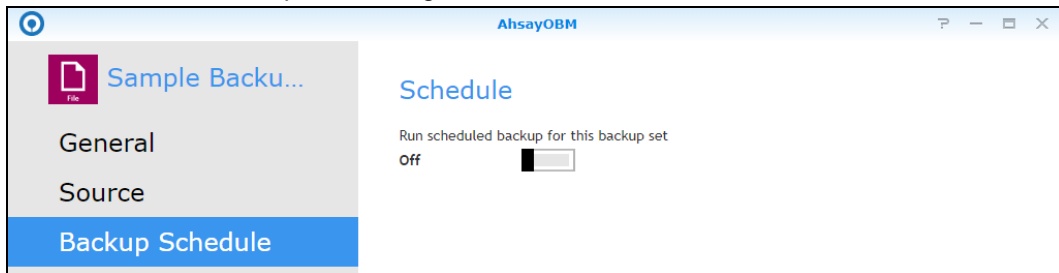 AhsayOBM
?
Sample Backu...
File
Schedule
General
Run scheduled backup for this backup set
Off
Source
Backup Schedule